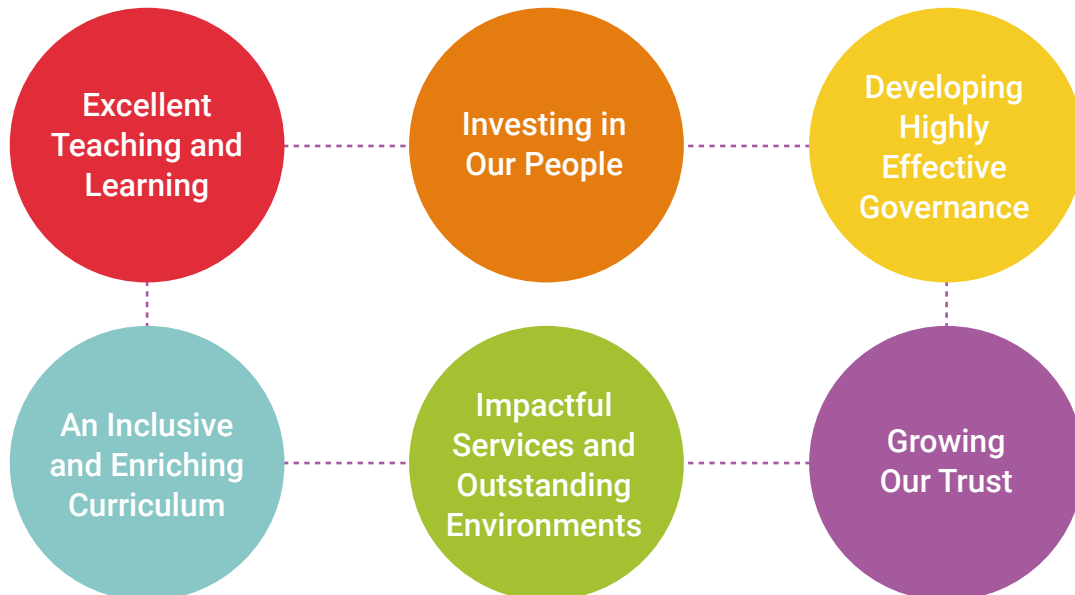 Excellent
Teaching and
Learning
Investing in
Our People
Developing
Highly
Effective
Governance
An Inclusive
and Enriching
Curriculum
Impactful
Services and
Outstanding
Environments
Growing
Our Trust